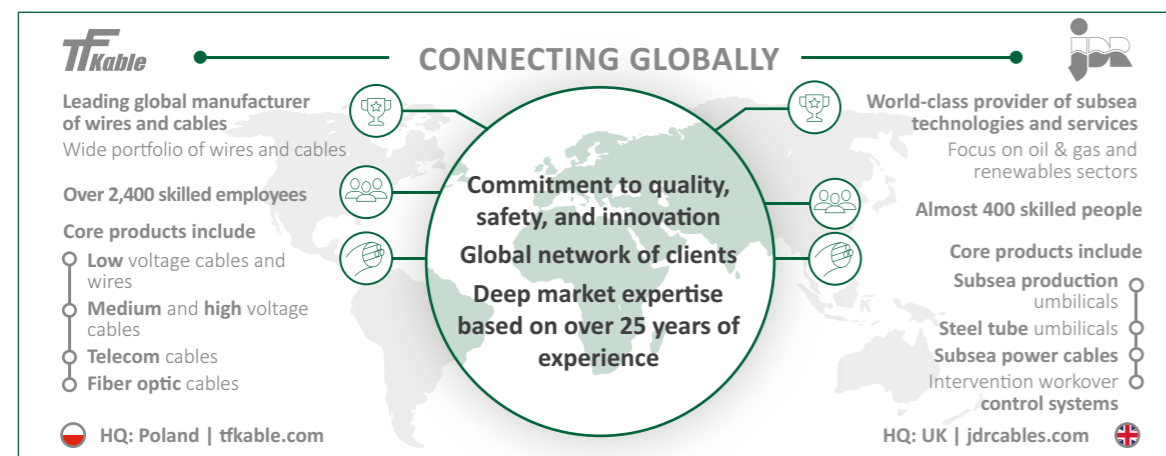 TF Kable
CONNECTING GLOBALLY
jDR
Leading global manufacturer
of wires and cables
Wide portfolio of wires and cables
Over 2,400 skilled employees
Core products include
Low voltage cables and
wires
Medium and high voltage
cables
Telecom cables
Fiber optic cables
HQ: Poland | tfkable.com
Commitment to quality,
safety, and innovation
Global network of clients
Deep market expertise
based on over 25 years of
experience
World-class provider of subsea
technologies and services
Focus on oil & gas and
renewables sectors
Almost 400 skilled people
Core products include
Subsea production
umbilicals
Steel tube umbilicals
Subsea power cables
Intervention workover
control systems
HQ: UK | jdrcables.com